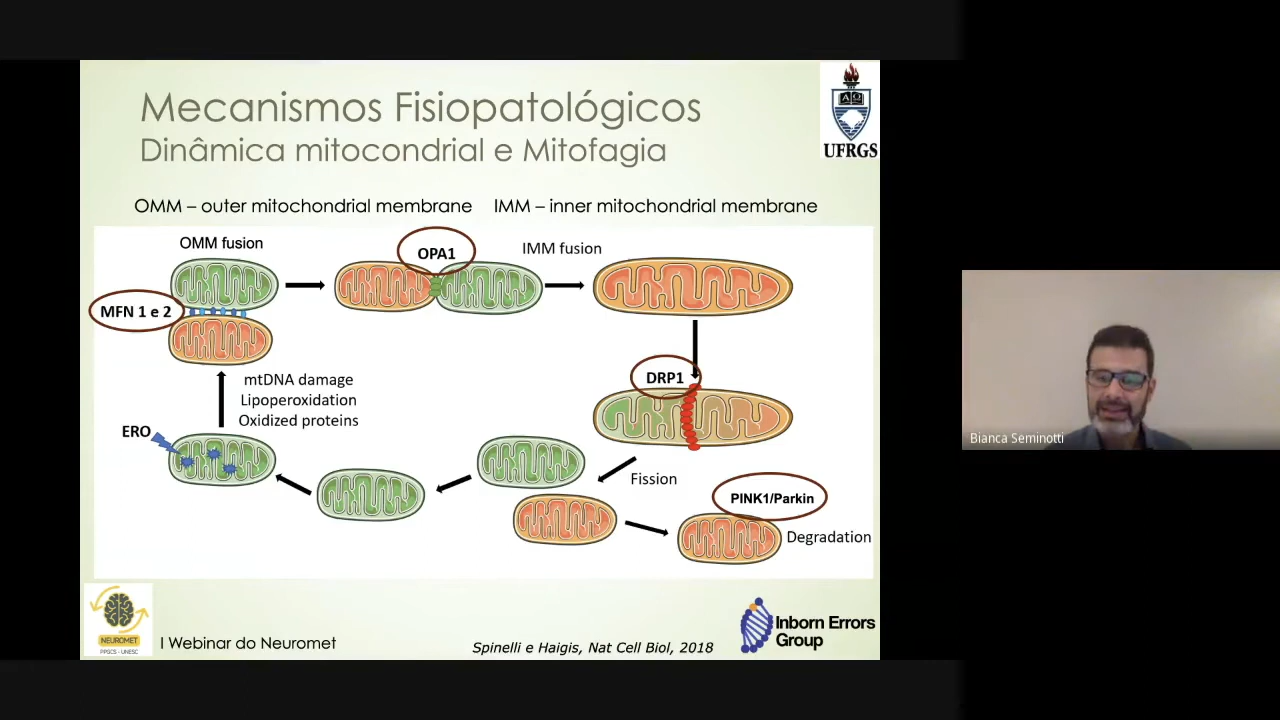 Mecanismos Fisiopatológicos
Dinâmica mitocondrial e Mitofagia
UFRGS
OMM – outer mitochondrial membrane
IMM – inner mitochondrial membrane
OMM fusion
OPA1
IMM fusion
MFN 1 e 2
DRP1
mtDNA damage
Lipoperoxidation
Oxidized proteins
ERO
Fission
PINK1/Parkin
Degradation
Bianca Seminotti
NEUROMET
PPGCS - UNESC
I Webinar do Neuromet
Spinelli e Haigis, Nat Cell Biol, 2018
Inborn Errors
Group